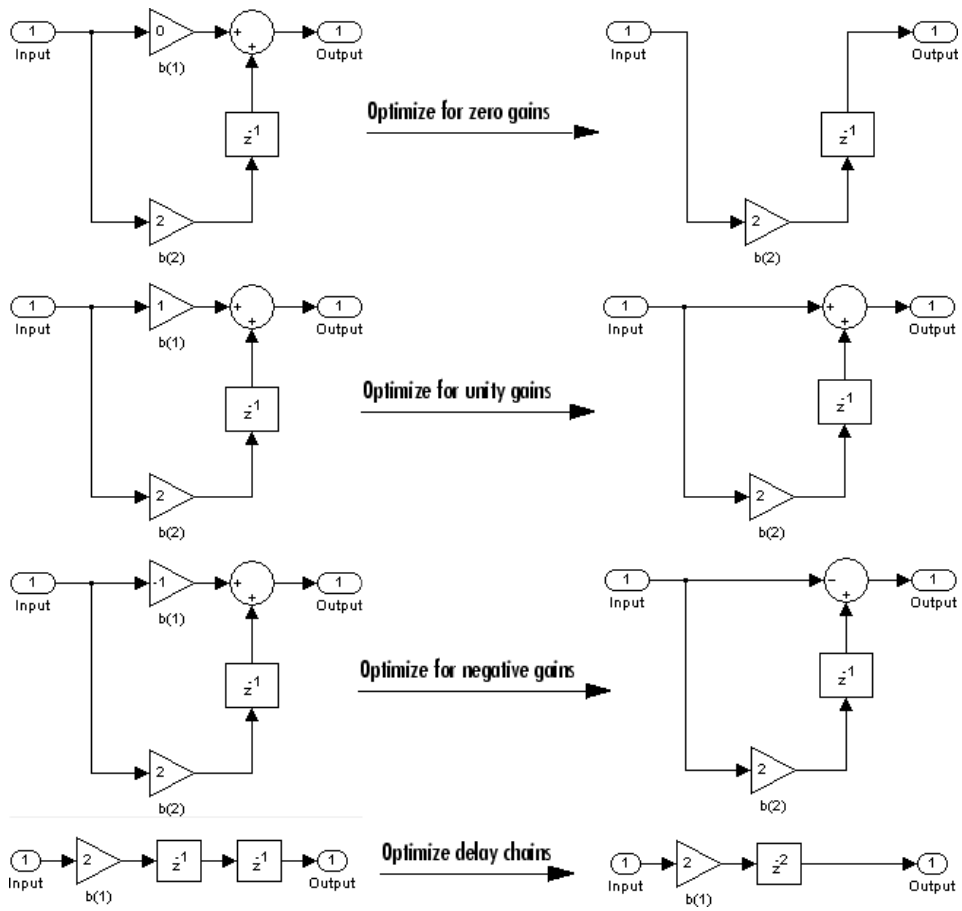 1 0 + 1 1 1
Input b(1) + Output Input Output
Optimize for zero gains
z-1 z-1
2 2
b(2) b(2)
1 1 + 1 1 + 1
Input b(1) + Output Input + Output
Optimize for unity gains
z-1 z-1
2 2
b(2) b(2)
1 -1 + 1 1 − 1
Input b(1) + Output Input + Output
Optimize for negative gains
z-1 z-1
2 2
b(2) b(2)
1 2 z-1 z-1 1
Input b(1) Output
Optimize delay chains
1 2 z-2 1
Input b(1) Output